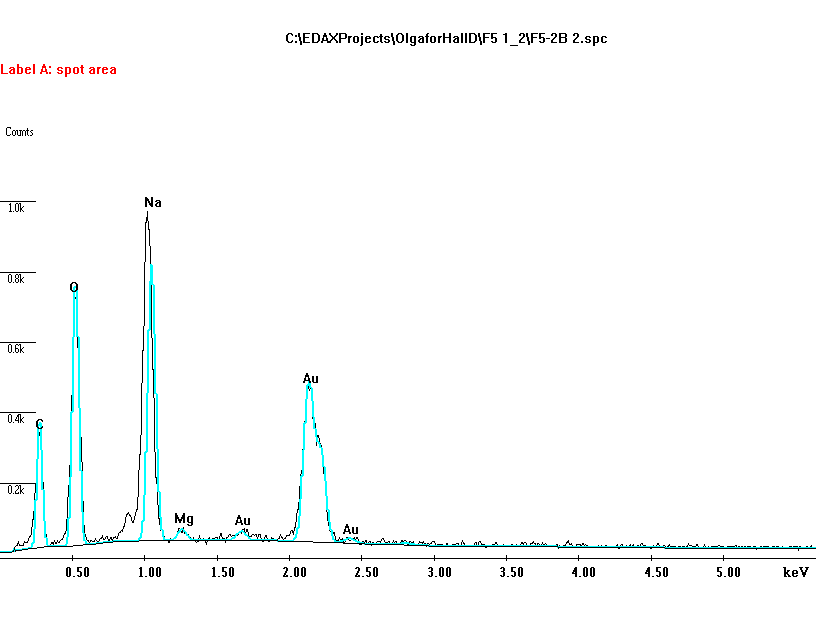 C:\EDAXProjects\OlgaforHallD\F5 1_2\F5-2B 2.spc
Label A: spot area
Counts
Na
1.0k
0.8k
O
0.6k
Au
0.4k
C
0.2k
Mg
Au
Au
0.50 1.00 1.50 2.00 2.50 3.00 3.50 4.00 4.50 5.00 keV